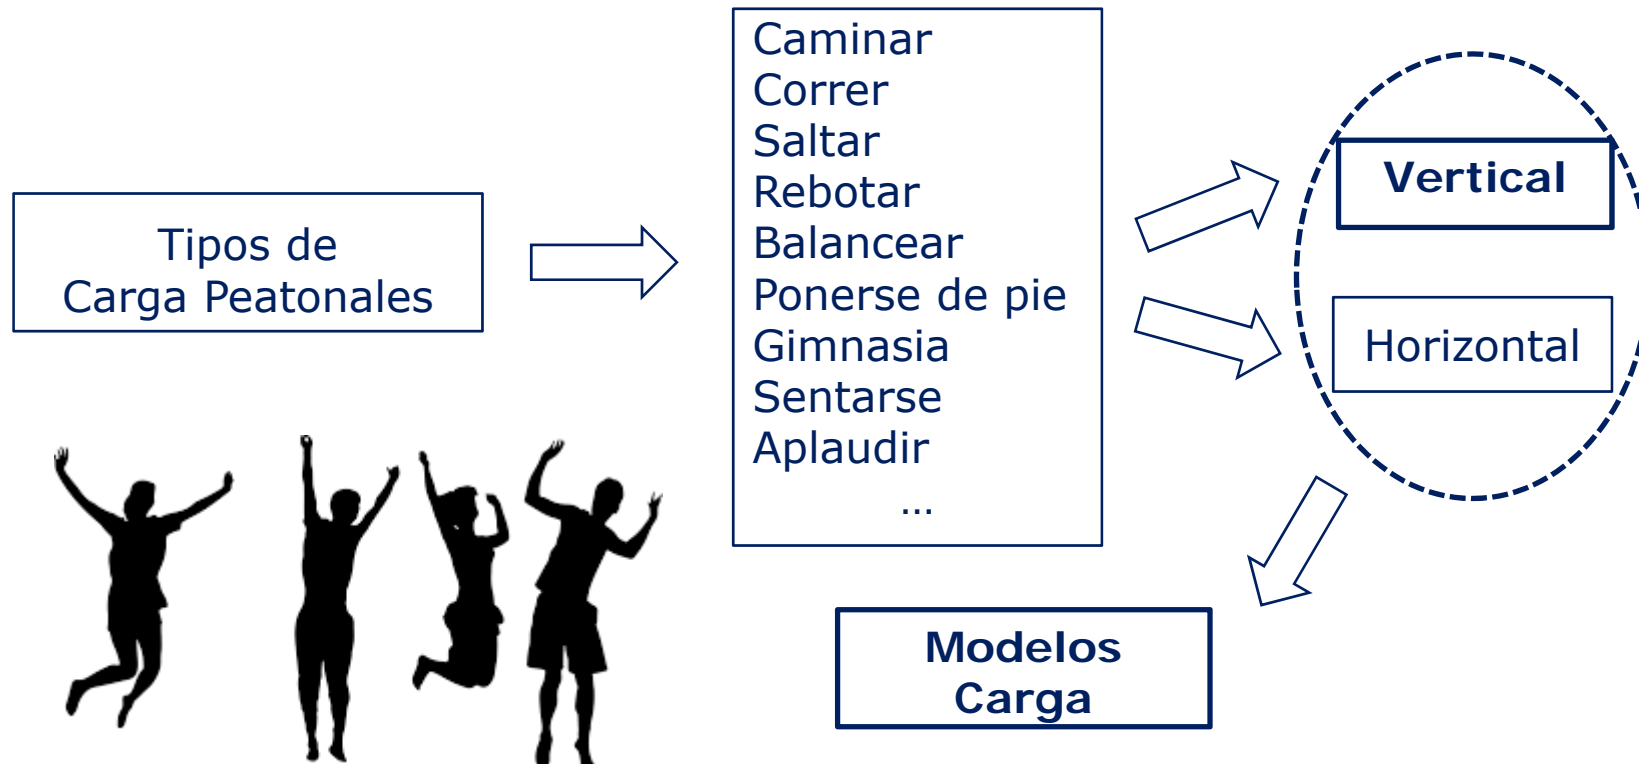 Tipos de
Carga Peatonales
Caminar
Correr
Saltar
Rebotar
Balancear
Ponerse de pie
Gimnasia
Sentarse
Aplaudir
...
Vertical
Horizontal
Modelos
Carga